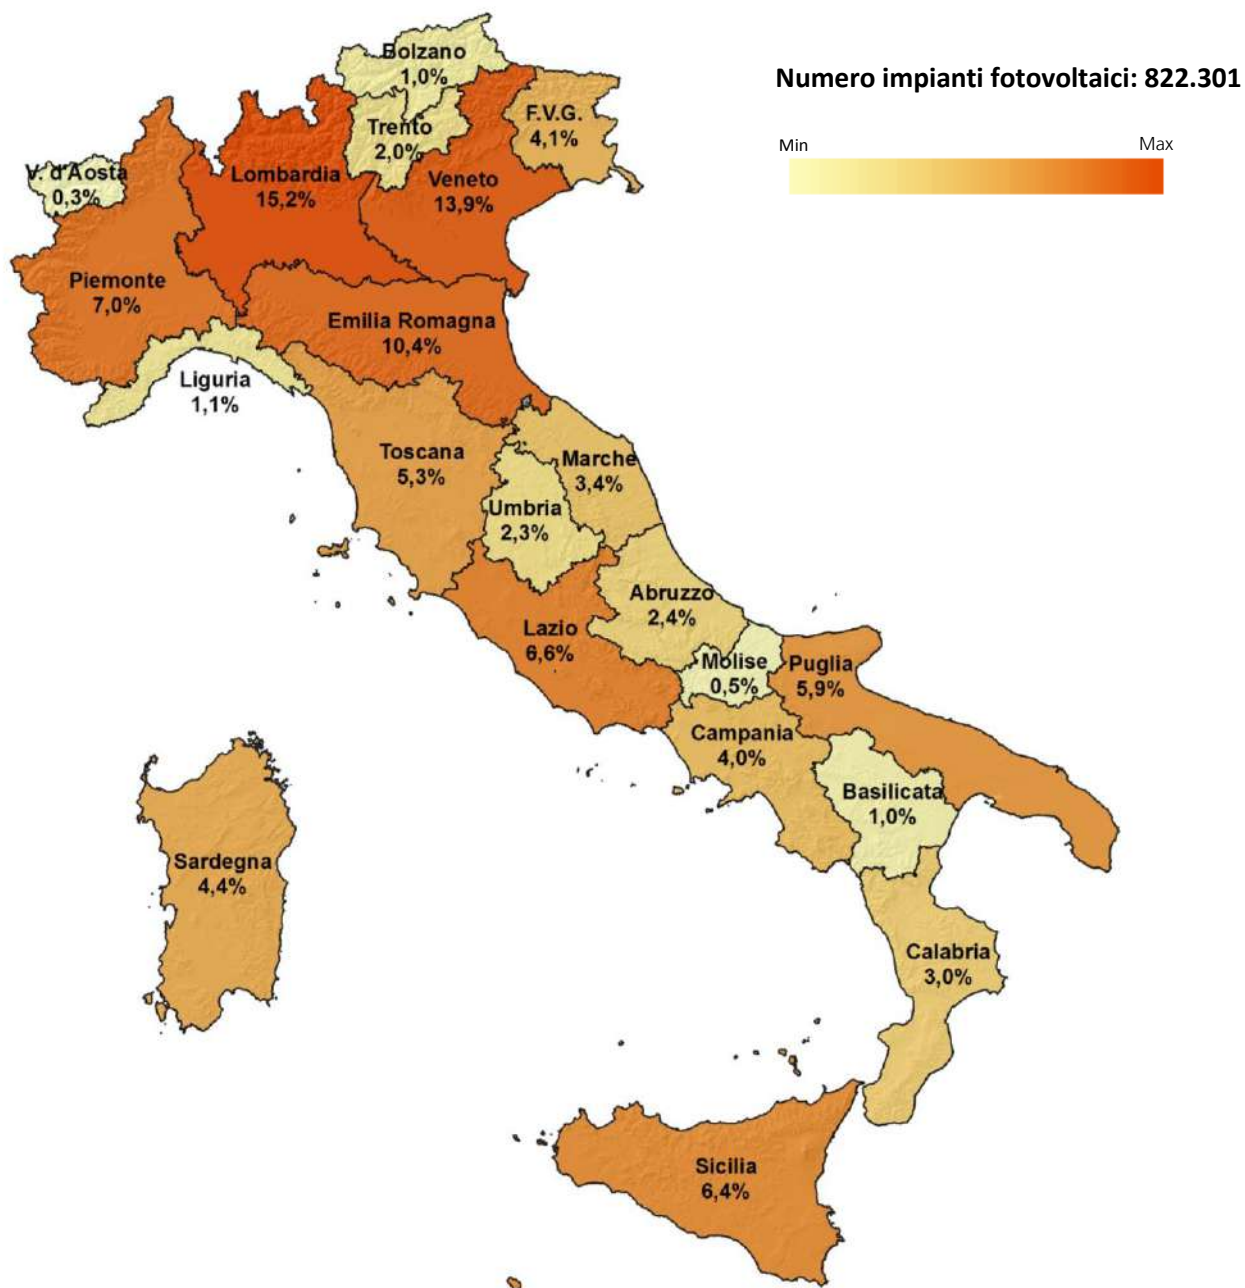 Numero impianti fotovoltaici: 822.301
Min
Max
Bolzano
1,0%
Trento
2,0%
F.V.G.
4,1%
V. d'Aosta
0,3%
Lombardia
15,2%
Veneto
13,9%
Piemonte
7,0%
Emilia Romagna
10,4%
Liguria
1,1%
Toscana
5,3%
Marche
3,4%
Umbria
2,3%
Abruzzo
2,4%
Lazio
6,6%
Molise
0,5%
Puglia
5,9%
Campania
4,0%
Basilicata
1,0%
Sardegna
4,4%
Calabria
3,0%
Sicilia
6,4%